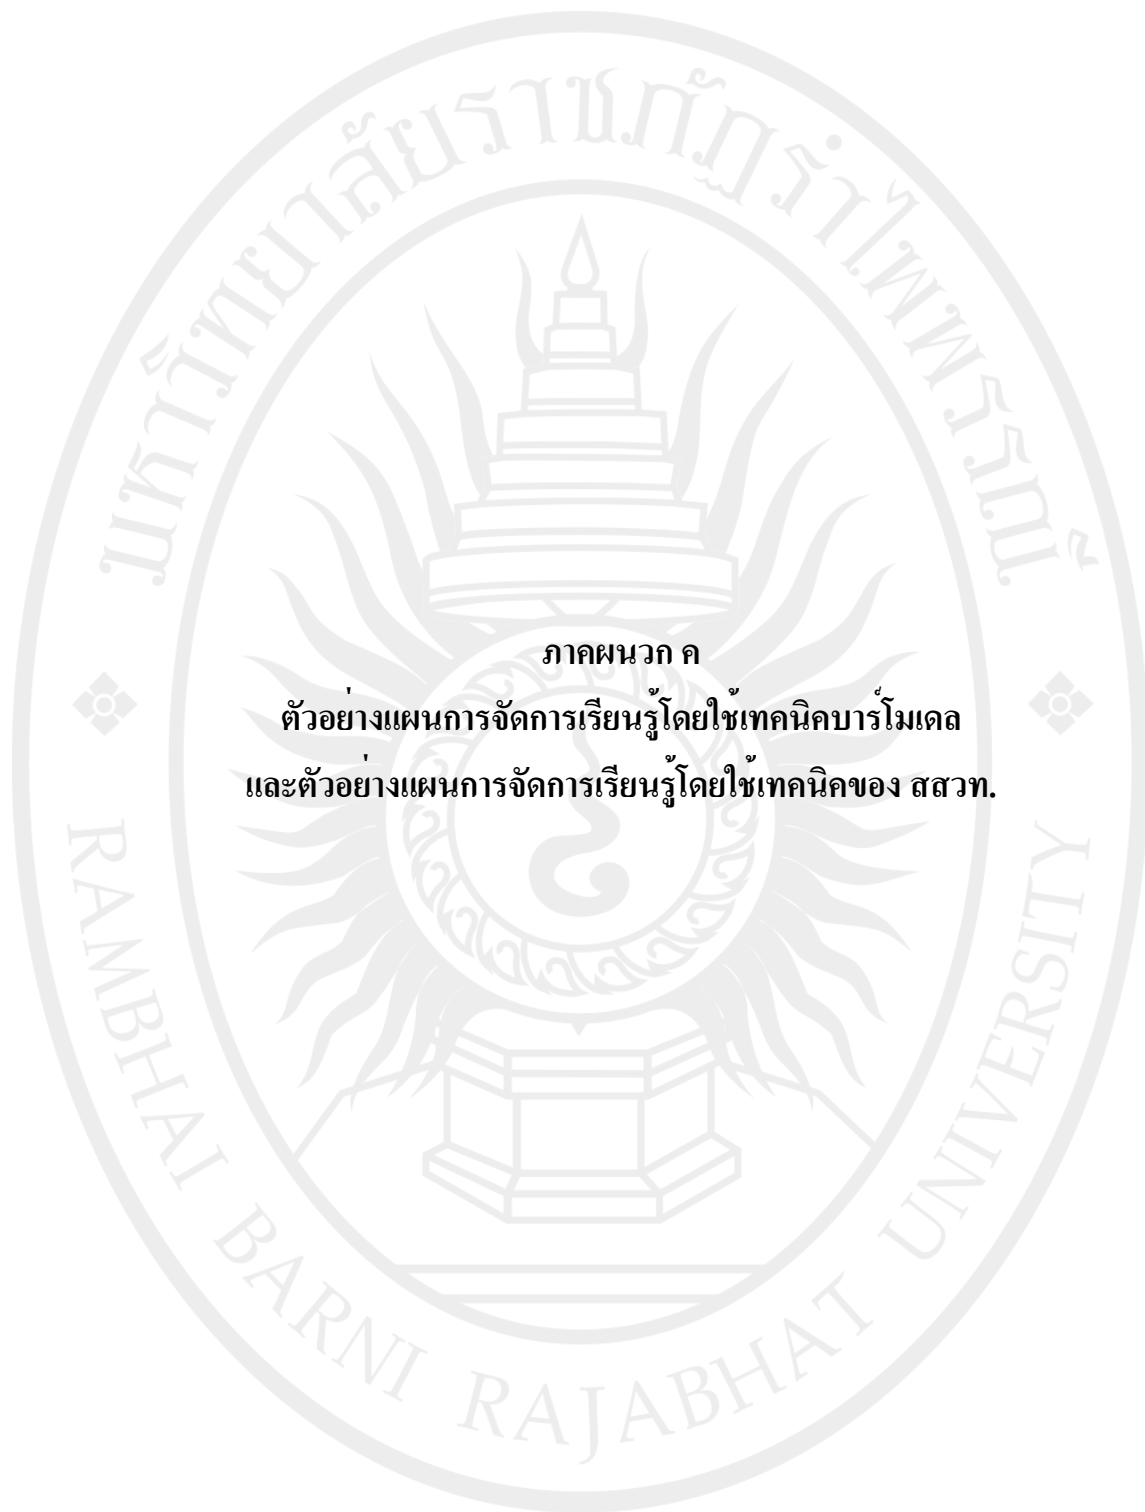 มหาวิทยาลัยราชภัฏรำไพพรรณี
ภาคผนวก ค
ตัวอย่างแผนการจัดการเรียนรู้โดยใช้เทคนิคบาร์โมเดล
และตัวอย่างแผนการจัดการเรียนรู้โดยใช้เทคนิคของ สสวท.
RAMBHAI BARNI RAJABHAT UNIVERSITY